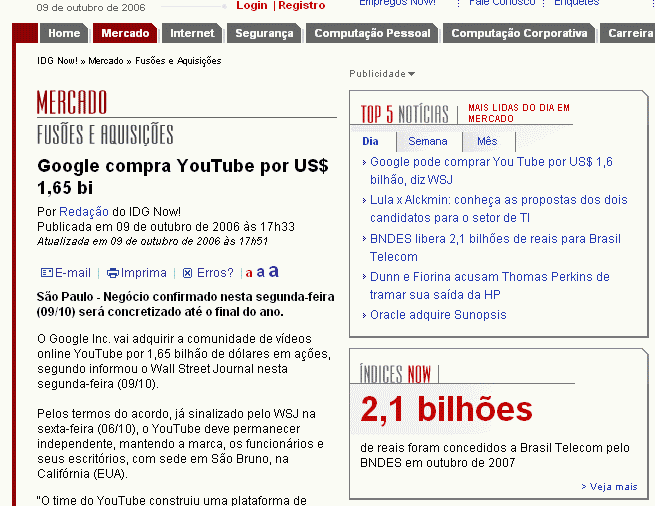 09 de outubro de 2006
Login | Registro
Empregos Now! Fale Conosco Enquetes
Home Mercado Internet Segurança Computação Pessoal Computação Corporativa Carreira
IDG Now! » Mercado » Fusões e Aquisições
MERCADO
FUSÕES E AQUISIÇÕES
Google compra YouTube por US$
1,65 bi
Por Redação do IDG Now!
Publicada em 09 de outubro de 2006 às 17h33
Atualizada em 09 de outubro de 2006 às 17h51
E-mail | Imprima | Erros? | a a a
São Paulo - Negócio confirmado nesta segunda-feira
(09/10) será concretizado até o final do ano.
O Google Inc. vai adquirir a comunidade de vídeos
online YouTube por 1,65 bilhão de dólares em ações,
segundo informou o Wall Street Journal nesta
segunda-feira (09/10).
Pelos termos do acordo, já sinalizado pelo WSJ na
sexta-feira (06/10), o YouTube deve permanecer
independente, mantendo a marca, os funcionários e
seus escritórios, com sede em São Bruno, na
Califórnia (EUA).
"O time do YouTube construiu uma plataforma de
Publicidade
TOP 5 NOTÍCIAS | MAIS LIDAS DO DIA EM
MERCADO
Dia Semana Mês
› Google pode comprar You Tube por US$ 1,6
bilhão, diz WSJ
› Lula x Alckmin: conheça as propostas dos dois
candidatos para o setor de TI
› BNDES libera 2,1 bilhões de reais para Brasil
Telecom
› Dunn e Fiorina acusam Thomas Perkins de
tramar sua saída da HP
› Oracle adquire Sunopsis
ÍNDICES NOW |
2,1 bilhões
de reais foram concedidos a Brasil Telecom pelo
BNDES em outubro de 2007
› Veja mais